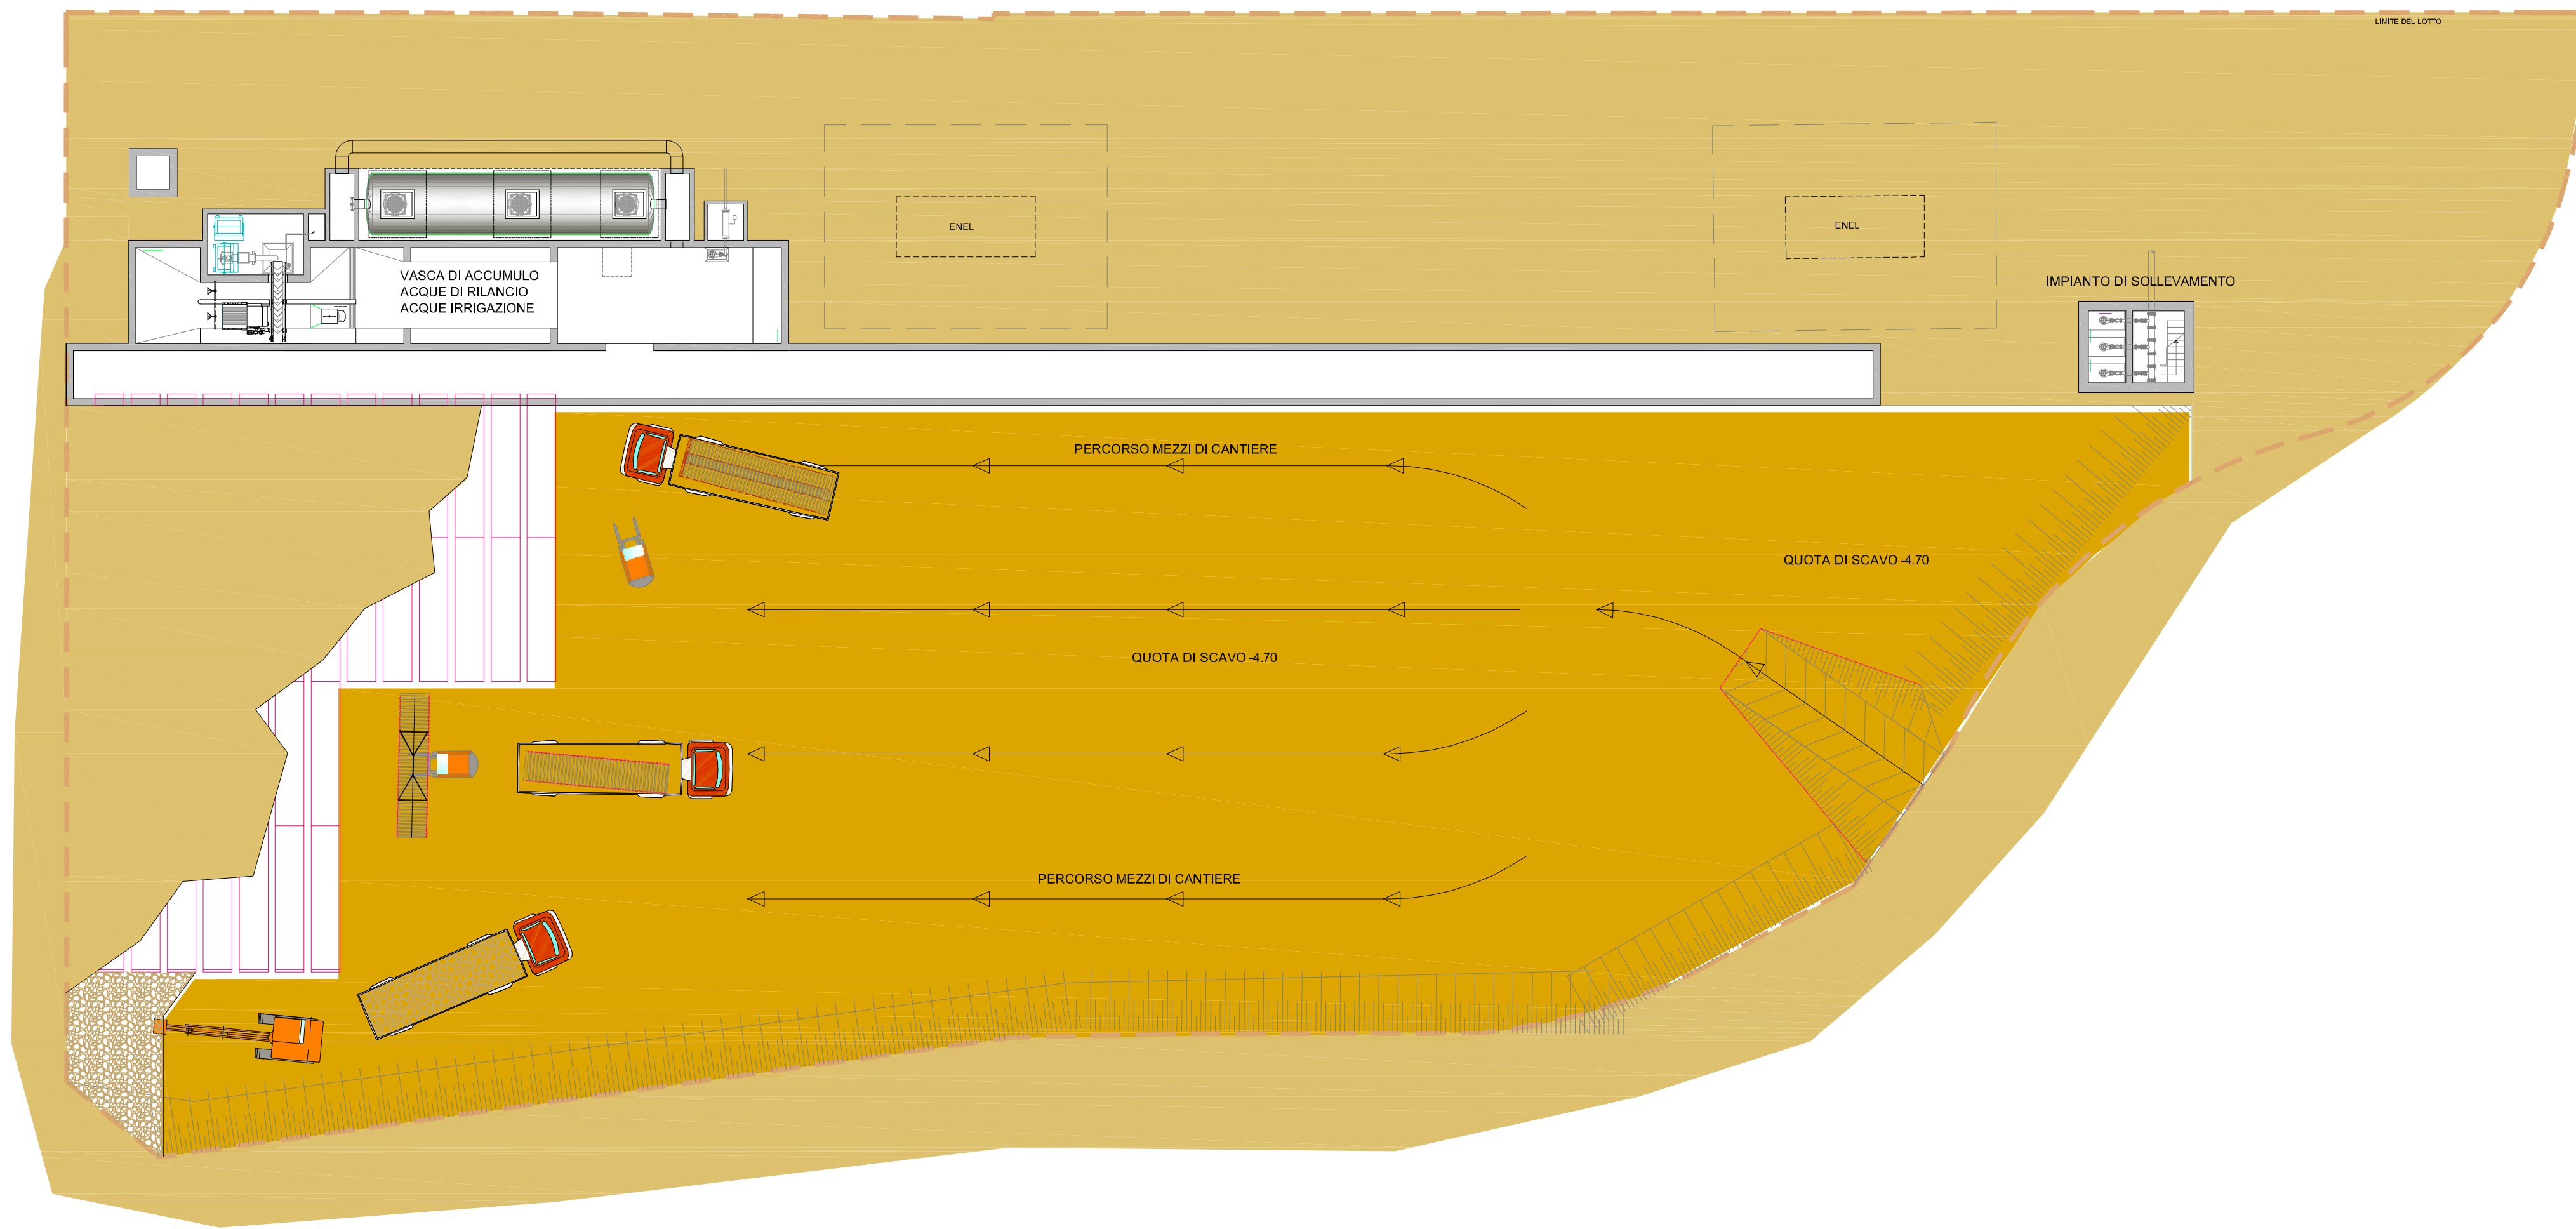 LIMITE DEL LOTTO
ENEL
ENEL
VASCA DI ACCUMULO
ACQUE DI RILANCIO
ACQUE IRRIGAZIONE
IMPIANTO DI SOLLEVAMENTO
PERCORSO MEZZI DI CANTIERE
QUOTA DI SCAVO -4.70
QUOTA DI SCAVO -4.70
PERCORSO MEZZI DI CANTIERE